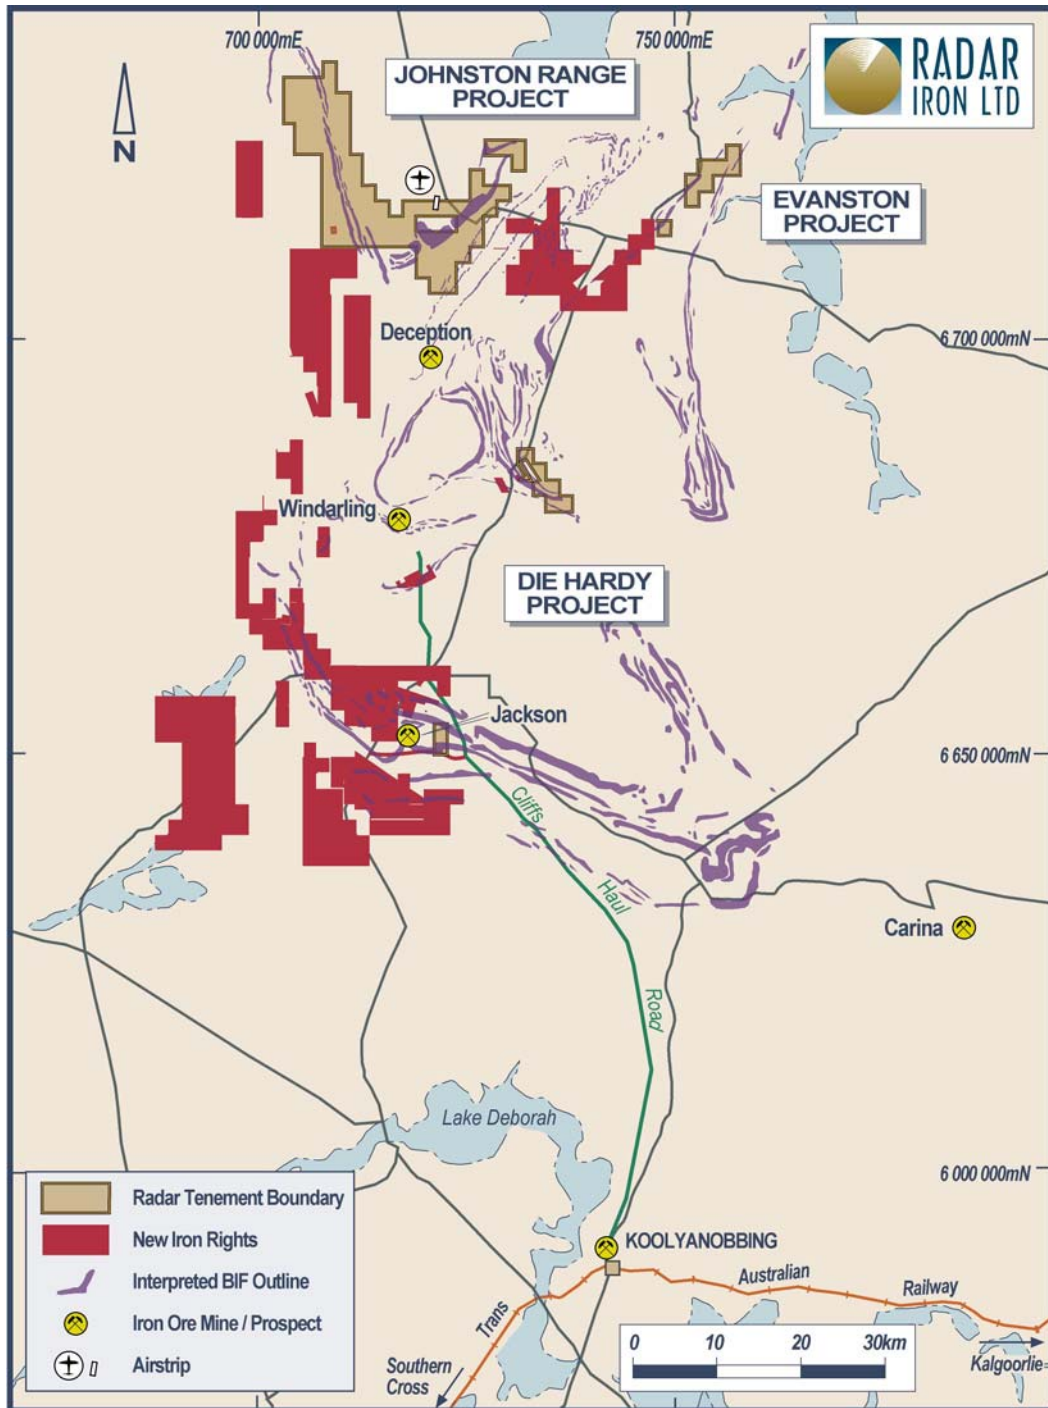 700 000mE
750 000mE
RADAR
IRON LTD
JOHNSTON RANGE
PROJECT
N
EVANSTON
PROJECT
Deception
6 700 000mN
Windarling
DIE HARDY
PROJECT
Jackson
6 650 000mN
Cliffs
Haul
Road
Carina
Lake Deborah
6 000 000mN
Radar Tenement Boundary
New Iron Rights
Interpreted BIF Outline
Iron Ore Mine / Prospect
Airstrip
KOOLYANOBBING
Trans
Australian
Railway
Southern
Cross
0 10 20 30km
Kalgoorlie